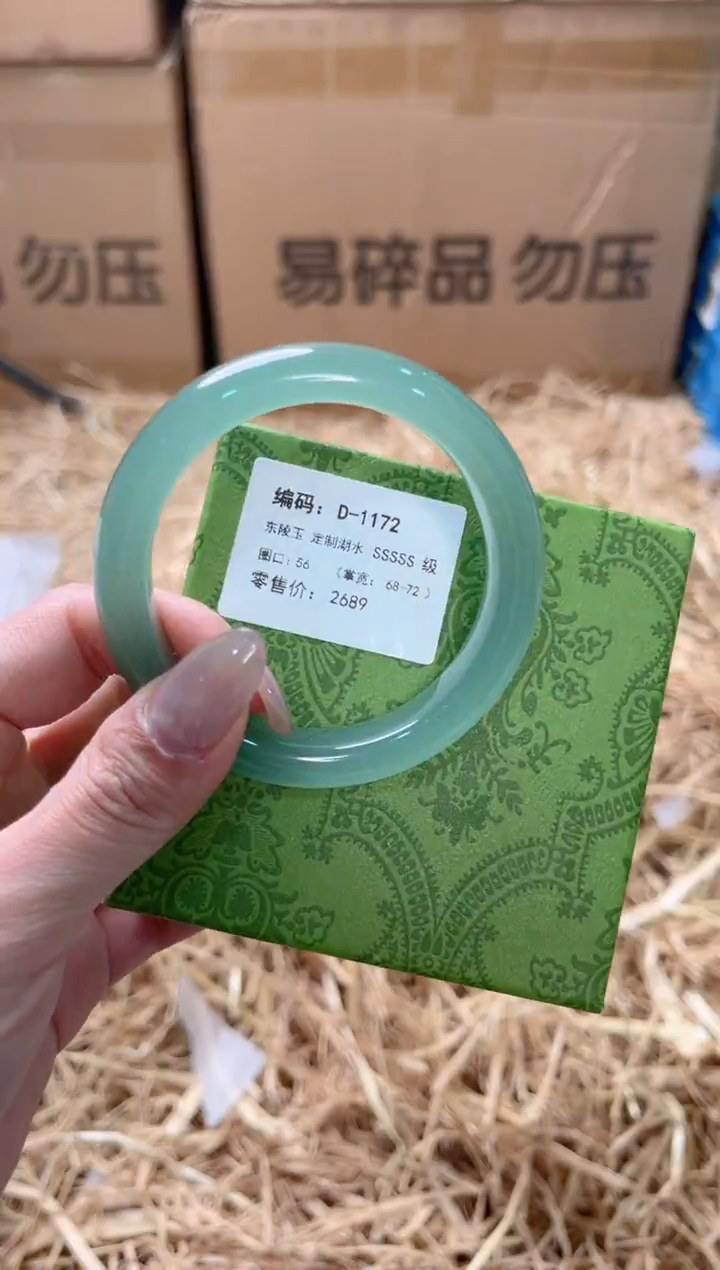 勿压
易碎品 勿压
编码：D-1172
东陵玉 定制湖水 SSSSS 级
圈口：56 （掌宽：68-72）
零售价：2689